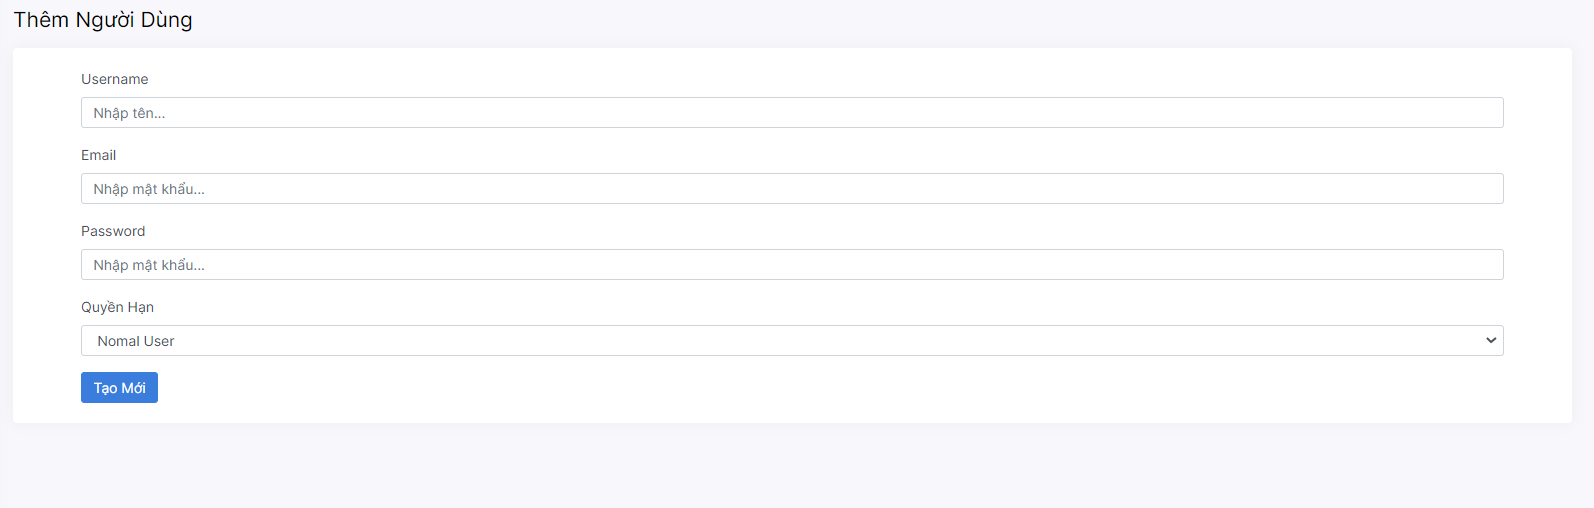 Thêm Người Dùng
Username
Nhập tên...
Email
Nhập mật khẩu...
Password
Nhập mật khẩu...
Quyền Hạn
Nomal User
Tạo Mới